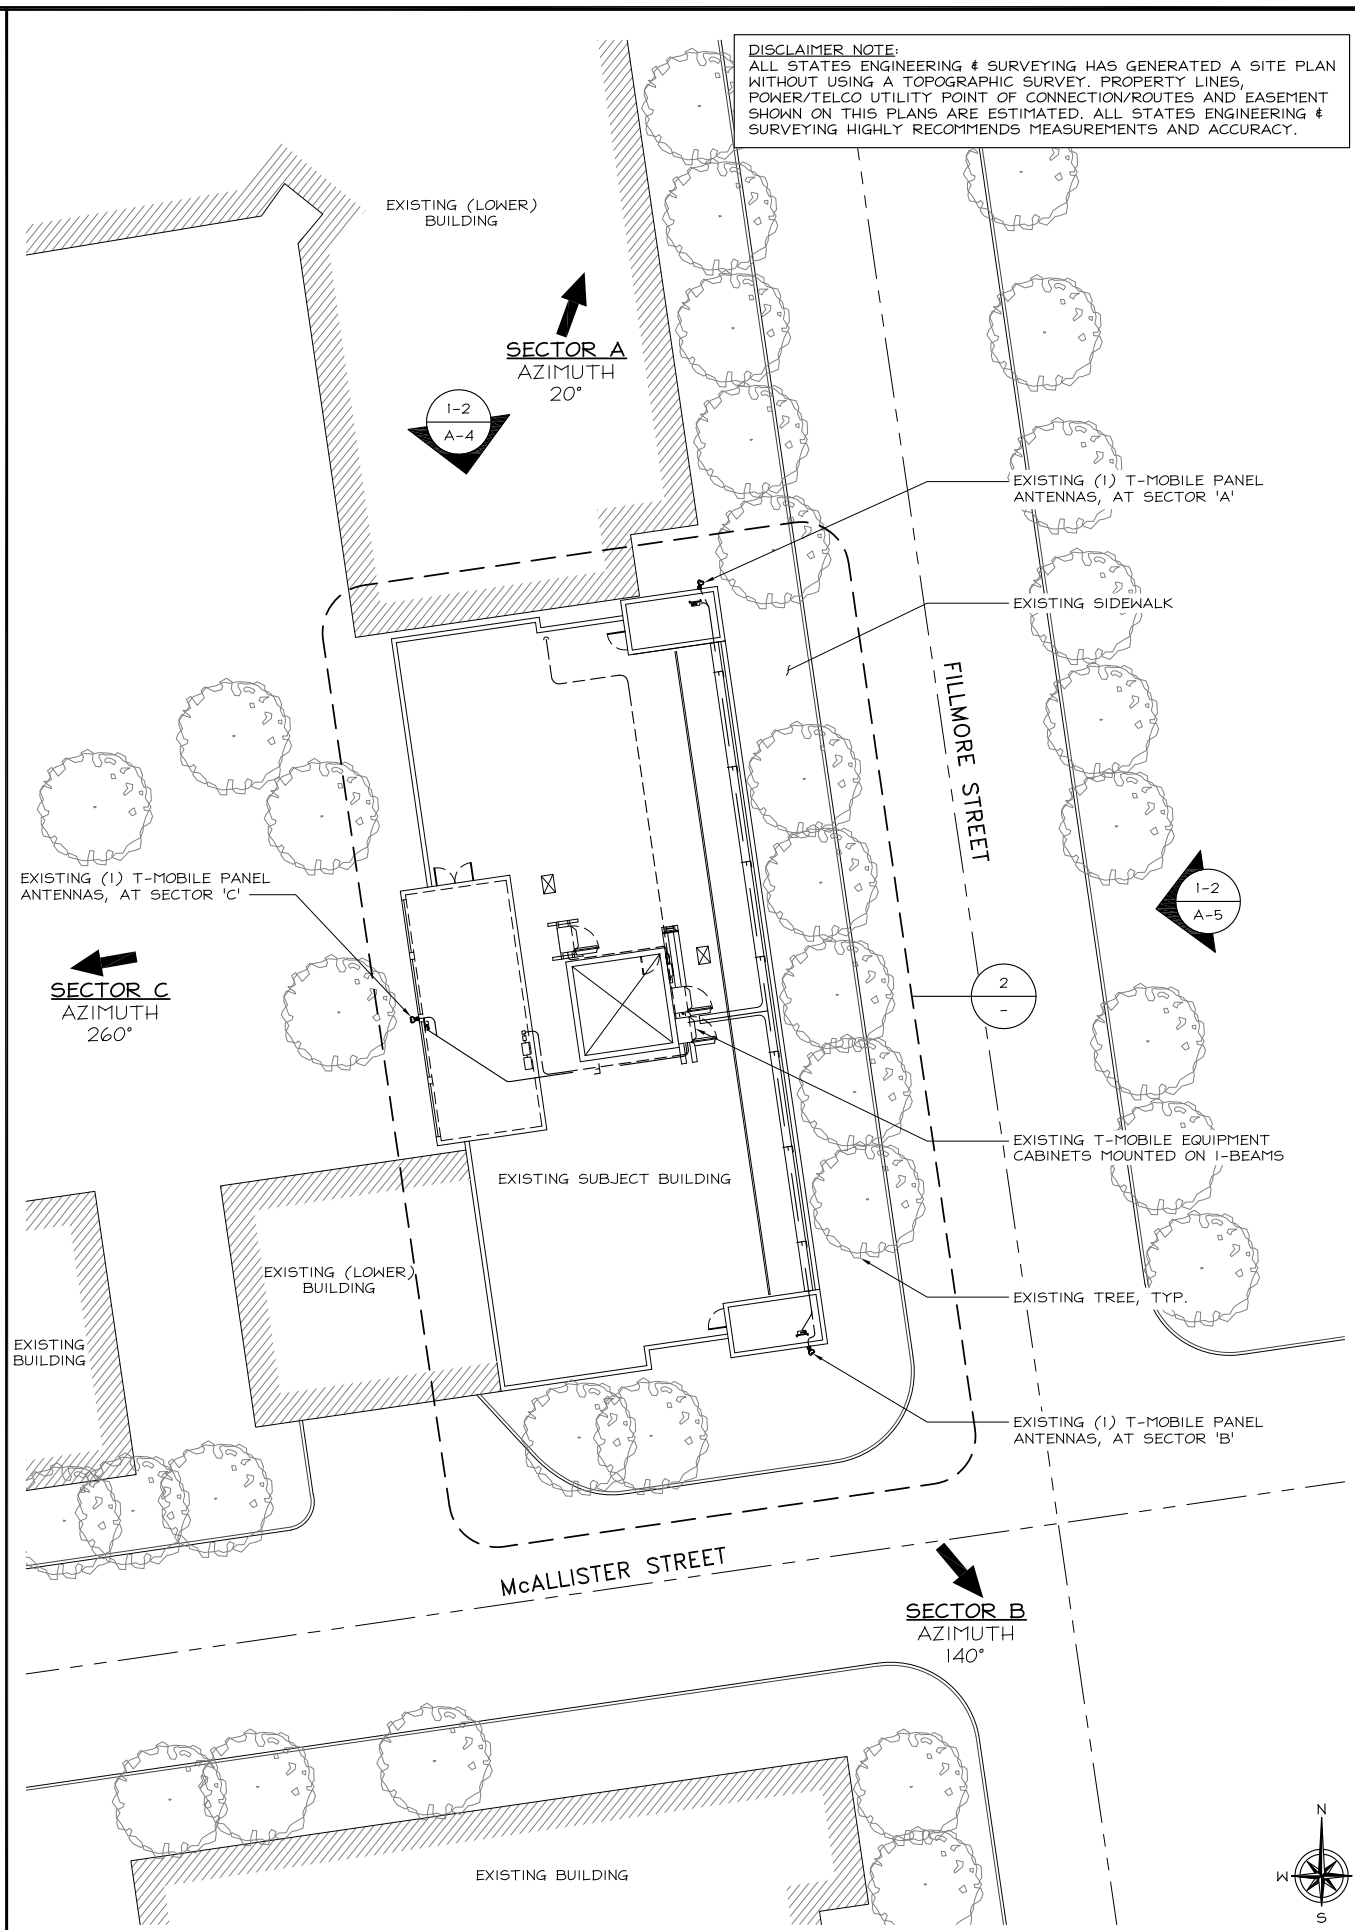 DISCLAIMER NOTE:
ALL STATES ENGINEERING & SURVEYING HAS GENERATED A SITE PLAN
WITHOUT USING A TOPOGRAPHIC SURVEY. PROPERTY LINES,
POWER/TELCO UTILITY POINT OF CONNECTION/ROUTES AND EASEMENT
SHOWN ON THIS PLANS ARE ESTIMATED. ALL STATES ENGINEERING &
SURVEYING HIGHLY RECOMMENDS MEASUREMENTS AND ACCURACY.
EXISTING (LOWER)
BUILDING
SECTOR A
AZIMUTH
20°
1-2
A-4
EXISTING (1) T-MOBILE PANEL
ANTENNAS, AT SECTOR 'A'
EXISTING SIDEWALK
FILLMORE STREET
EXISTING (1) T-MOBILE PANEL
ANTENNAS, AT SECTOR 'C'
1-2
A-5
SECTOR C
AZIMUTH
260°
2
-
EXISTING T-MOBILE EQUIPMENT
CABINETS MOUNTED ON I-BEAMS
EXISTING SUBJECT BUILDING
EXISTING (LOWER)
BUILDING
EXISTING TREE, TYP.
EXISTING
BUILDING
EXISTING (1) T-MOBILE PANEL
ANTENNAS, AT SECTOR 'B'
McALLISTER STREET
SECTOR B
AZIMUTH
140°
EXISTING BUILDING
N
W
S